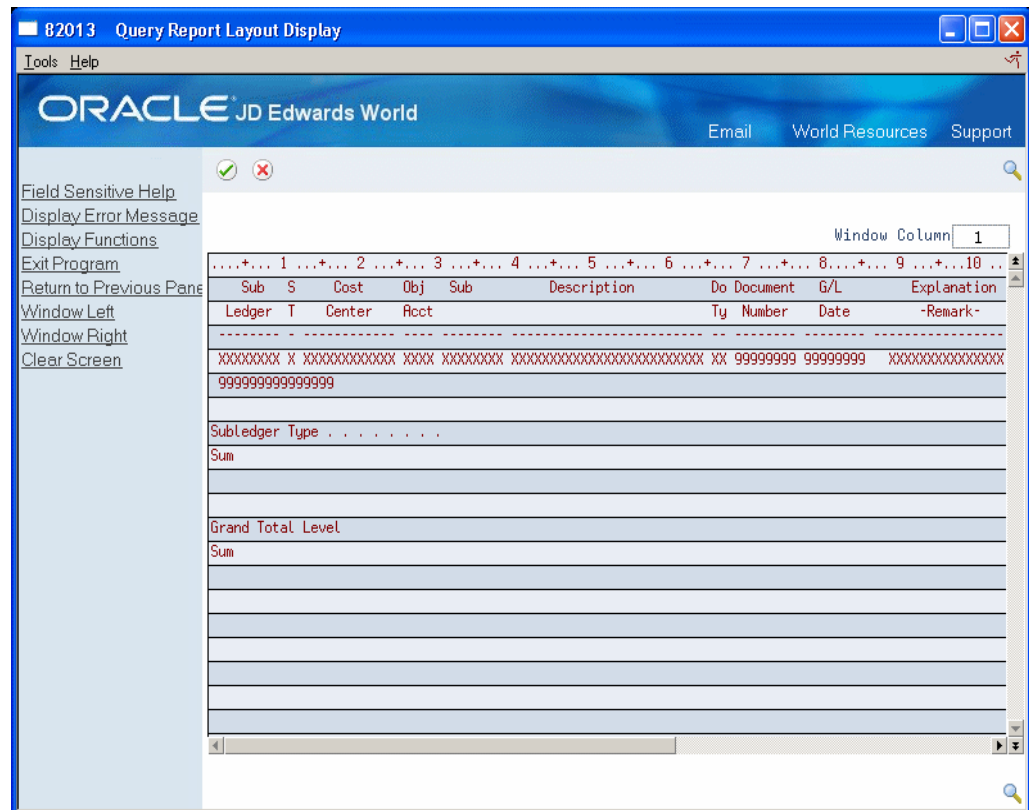 82013 Query Report Layout Display
Tools Help
ORACLE JD Edwards World
Email World Resources Support
Field Sensitive Help
Display Error Message
Display Functions
Exit Program
Return to Previous Pane
Window Left
Window Right
Clear Screen
Window Column 1
....+... 1 ...+... 2 ...+... 3 ...+... 4 ...+... 5 ...+... 6 ...+... 7 ...+... 8....+... 9 ...+...10 ..
Sub S Cost Obj Sub Description Do Document G/L Explanation
Ledger T Center Acct Ty Number Date -Remark-
-------- - ------------ ---- -------- ------------------------ -- -------- -------- ---------------
XXXXXXXX X XXXXXXXXXXXX XXXX XXXXXXXX XXXXXXXXXXXXXXXXXXXXXXXXX XX 99999999 99999999 XXXXXXXXXXXXXXX
999999999999999
Subledger Type . . . . . . . .
Sum
Grand Total Level
Sum